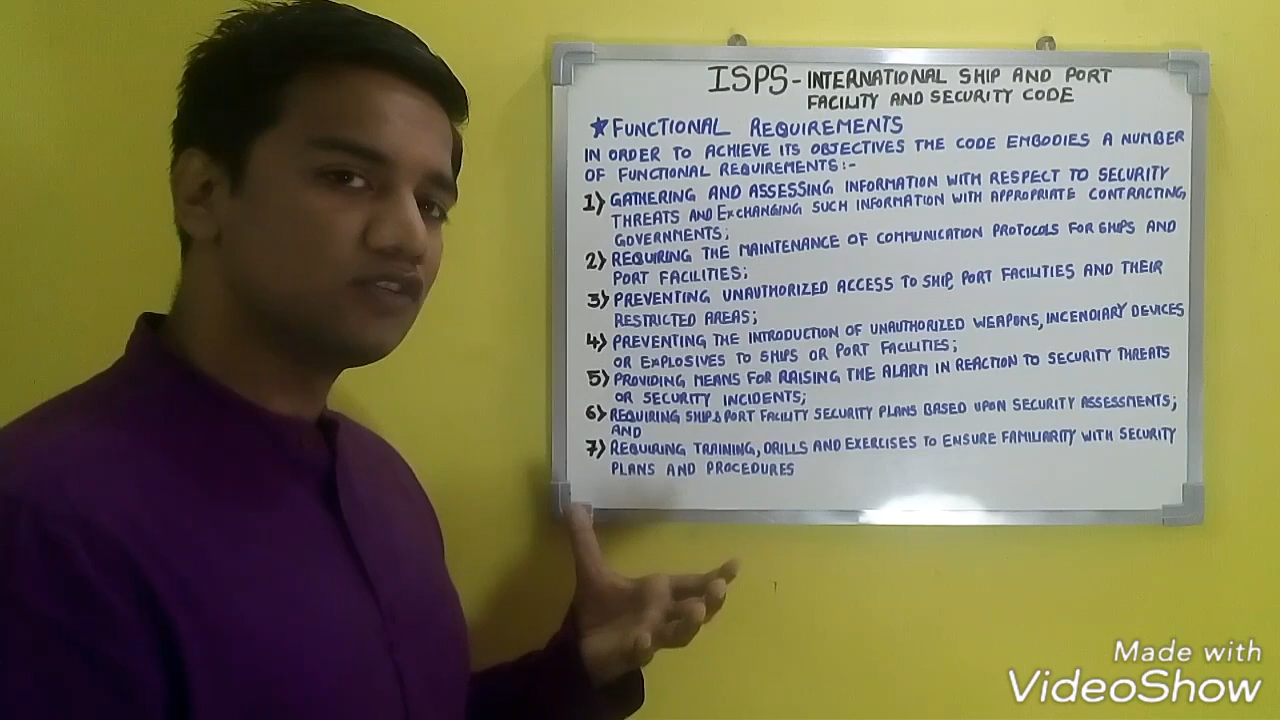 ISPS - INTERNATIONAL SHIP AND PORT
FACILITY AND SECURITY CODE
★ FUNCTIONAL REQUIREMENTS
IN ORDER TO ACHIEVE ITS OBJECTIVES THE CODE EMBODIES A NUMBER
OF FUNCTIONAL REQUIREMENTS:-
1) GATHERING AND ASSESSING INFORMATION WITH RESPECT TO SECURITY
THREATS AND EXCHANGING SUCH INFORMATION WITH APPROPRIATE CONTRACTING
GOVERNMENTS;
2) REQUIRING THE MAINTENANCE OF COMMUNICATION PROTOCOLS FOR SHIPS AND
PORT FACILITIES;
3) PREVENTING UNAUTHORIZED ACCESS TO SHIP, PORT FACILITIES AND THEIR
RESTRICTED AREAS;
4) PREVENTING THE INTRODUCTION OF UNAUTHORIZED WEAPONS, INCENDIARY DEVICES
OR EXPLOSIVES TO SHIPS OR PORT FACILITIES;
5) PROVIDING MEANS FOR RAISING THE ALARM IN REACTION TO SECURITY THREATS
OR SECURITY INCIDENTS;
6) REQUIRING SHIP & PORT FACILITY SECURITY PLANS BASED UPON SECURITY ASSESSMENTS;
AND
7) REQUIRING TRAINING, DRILLS AND EXERCISES TO ENSURE FAMILIARITY WITH SECURITY
PLANS AND PROCEDURES
Made with
VideoShow